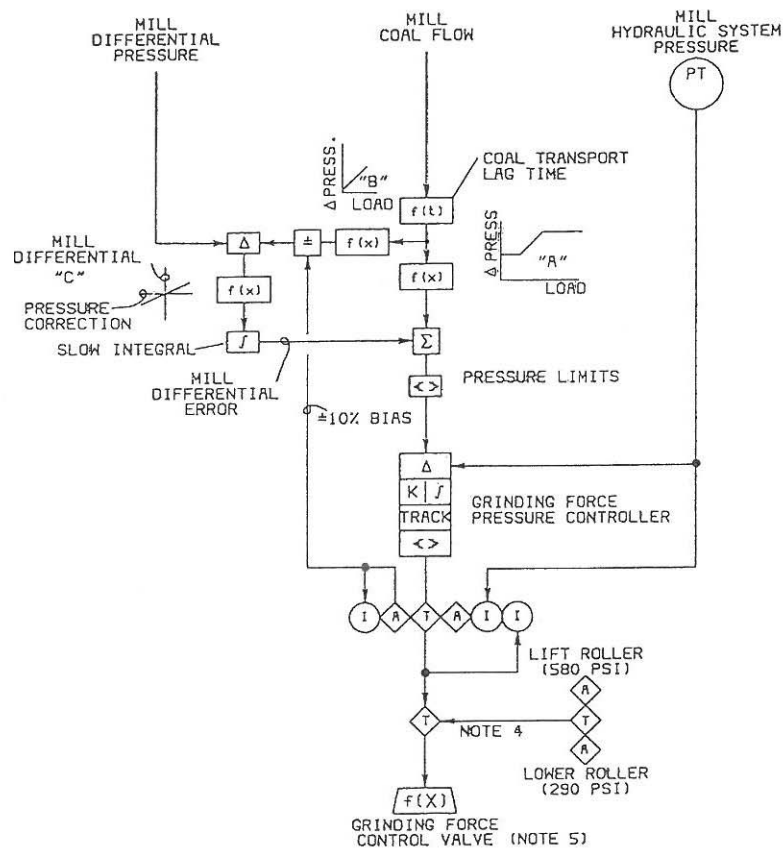 MILL
DIFFERENTIAL
PRESSURE
MILL
COAL FLOW
MILL
HYDRAULIC SYSTEM
PRESSURE
PT
Δ PRESS.
"B"
LOAD
COAL TRANSPORT
LAG TIME
f(t)
Δ PRESS
"A"
LOAD
Δ
±
f(x)
f(x)
MILL
DIFFERENTIAL
"C"
PRESSURE
CORRECTION
f(x)
SLOW INTEGRAL
∫
Σ
MILL
DIFFERENTIAL
ERROR
<>
PRESSURE LIMITS
±10% BIAS
Δ
K ∫
TRACK
<>
GRINDING FORCE
PRESSURE CONTROLLER
I A T A I I
LIFT ROLLER
(580 PSI)
A
T
NOTE 4
T
A
LOWER ROLLER
(290 PSI)
f(X)
GRINDING FORCE
CONTROL VALVE (NOTE 5)